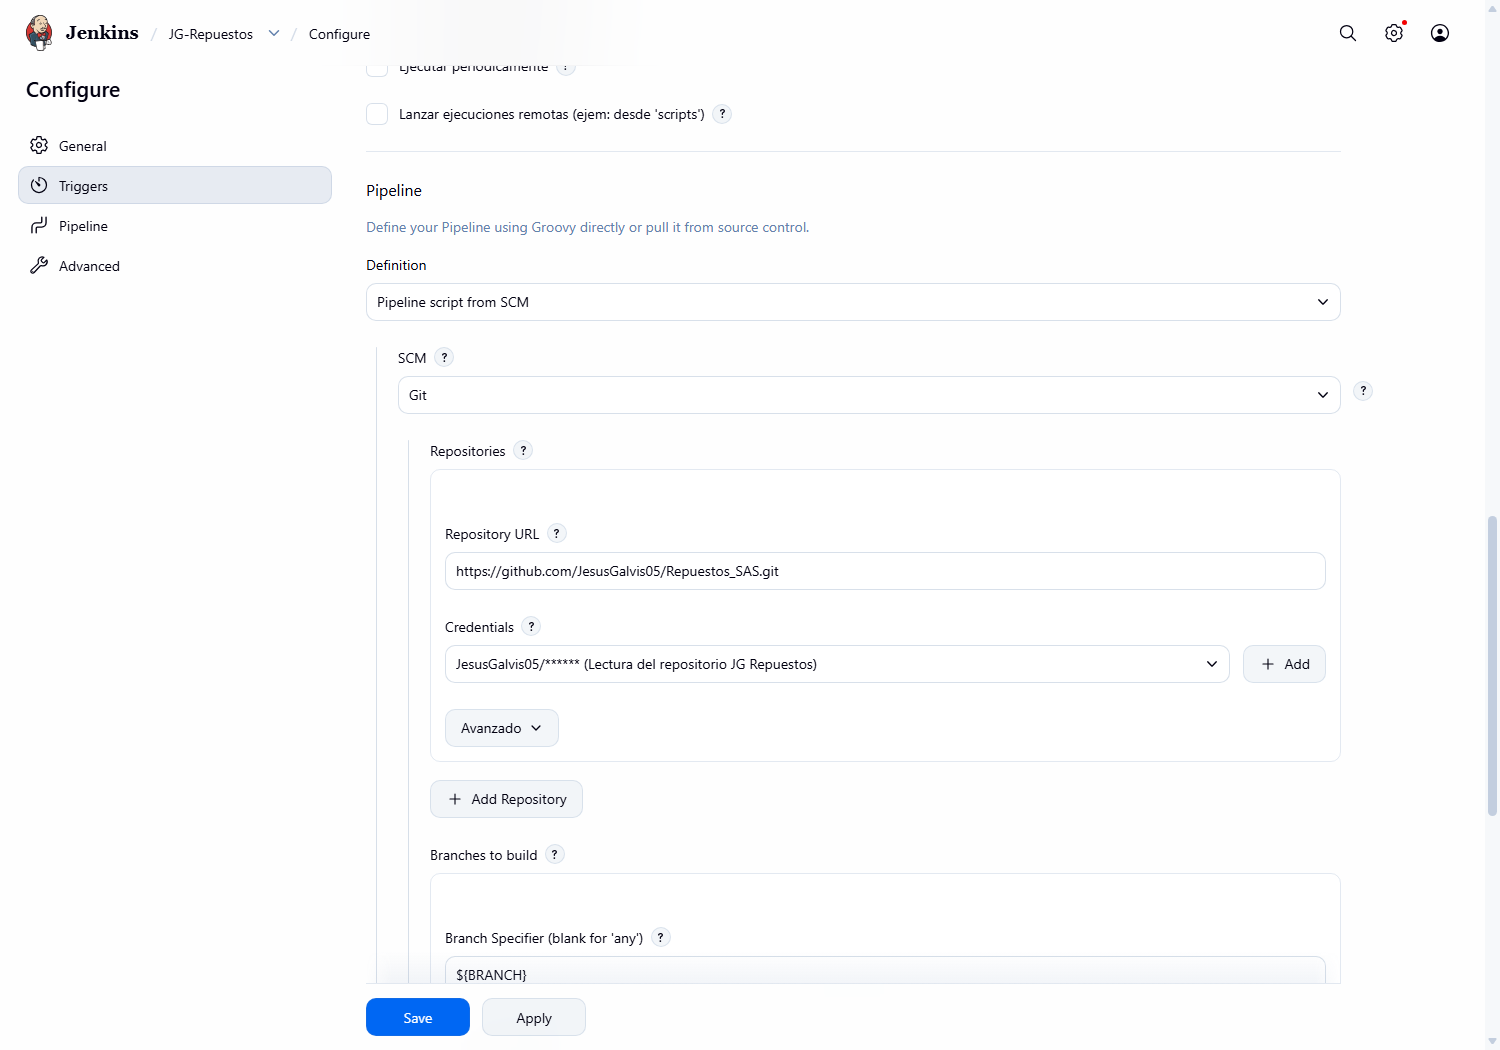 Jenkins / JG-Repuestos / Configure
Configure
General
Triggers
Pipeline
Advanced
Ejecutar periódicamente ?
Lanzar ejecuciones remotas (ejem: desde 'scripts') ?
Pipeline
Define your Pipeline using Groovy directly or pull it from source control.
Definition
Pipeline script from SCM
SCM ?
Git
?
Repositories ?
Repository URL ?
https://github.com/JesusGalvis05/Repuestos_SAS.git
Credentials ?
JesusGalvis05/****** (Lectura del repositorio JG Repuestos)
+ Add
Avanzado
+ Add Repository
Branches to build ?
Branch Specifier (blank for 'any') ?
${BRANCH}
Save
Apply